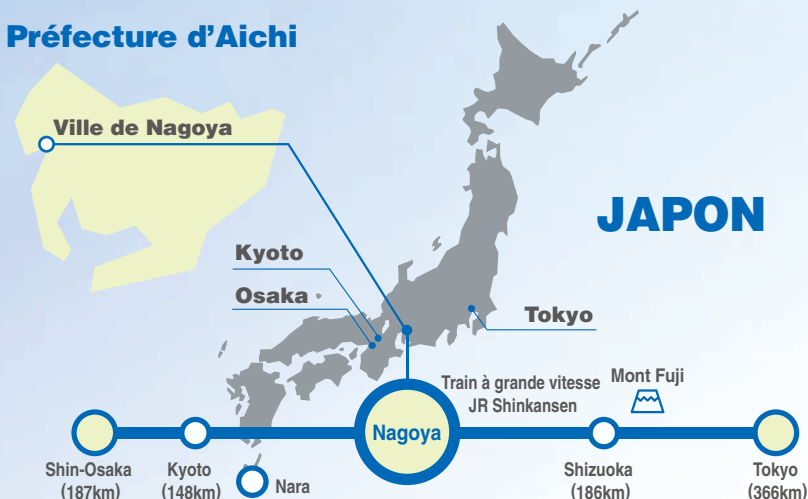 Préfecture d’Aichi
Ville de Nagoya
JAPON
Kyoto
Osaka
Tokyo
Train à grande vitesse
JR Shinkansen
Mont Fuji
Nagoya
Shin-Osaka
(187km)
Kyoto
(148km)
Nara
Shizuoka
(186km)
Tokyo
(366km)